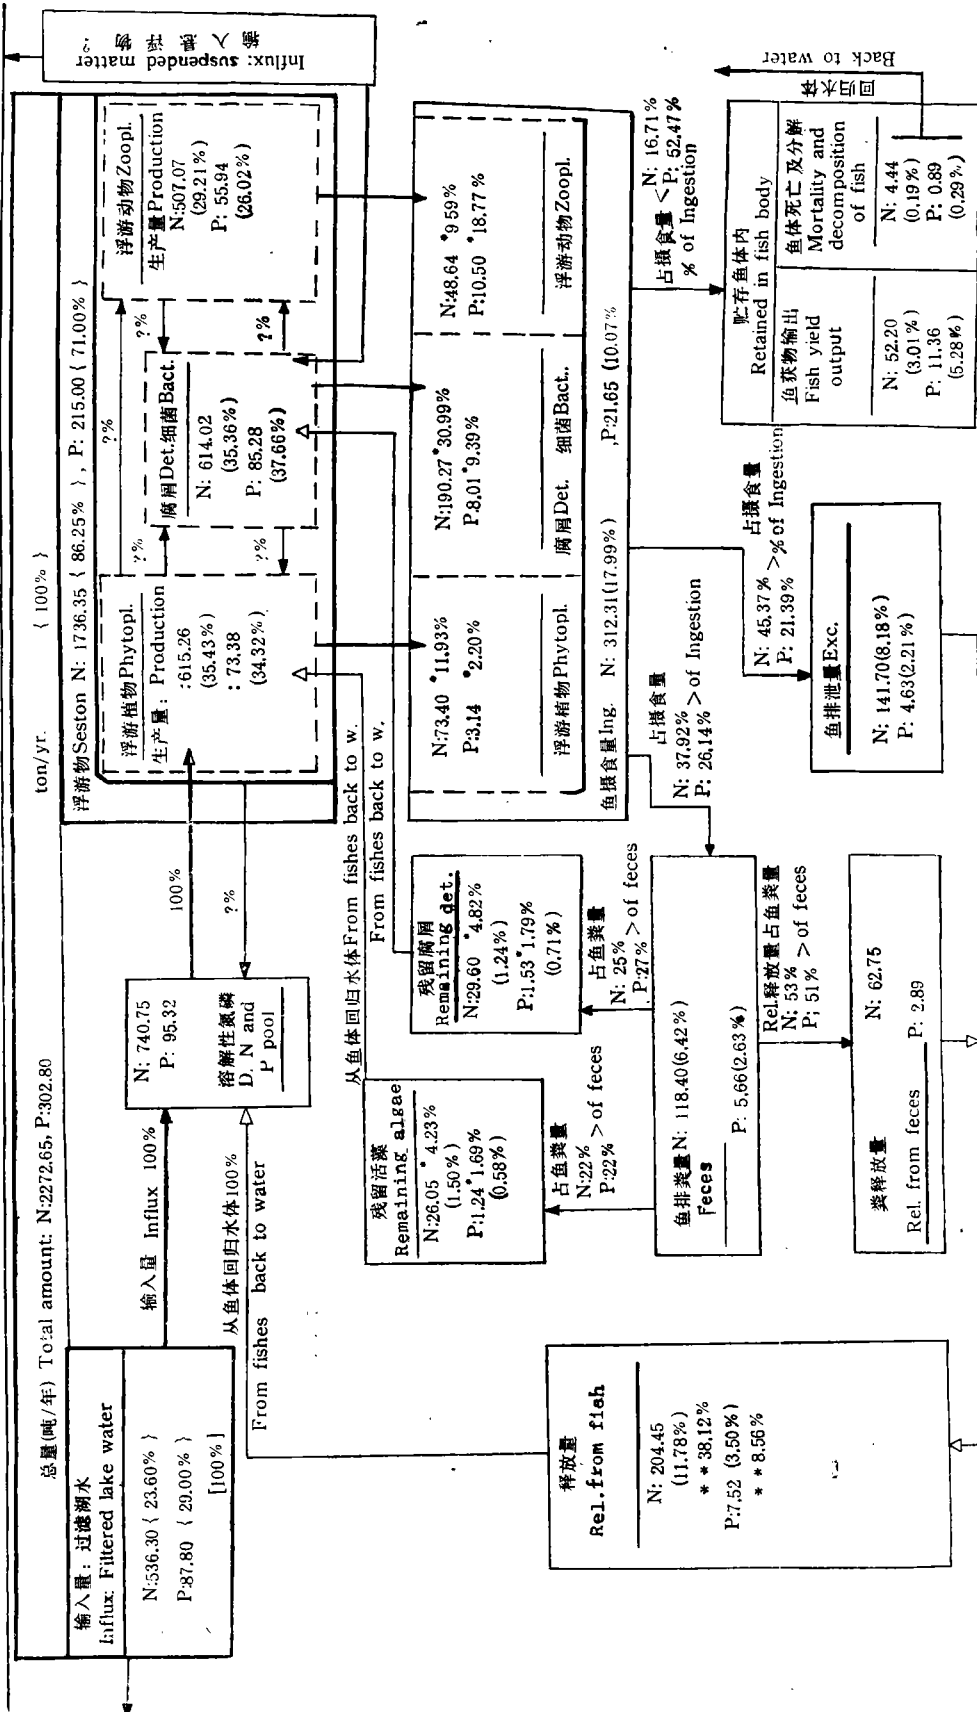 总量(吨/年) Total amount: N:2272.65, P:302.80
ton/yr.
〈 100% 〉
输入量：过滤湖水
Influx: Filtered lake water
N:536.30〈 23.60% 〉
P:87.80 〈 29.00% 〉
[100%]
浮游物Seston N: 1736.35〈 86.25% 〉, P: 215.00〈 71.00% 〉
浮游植物Phytopl.
生产量: Production
:615.26
(35.43%)
: 73.38
(34.32%)
腐屑Det.细菌Bact.
N: 614.02
(35.36%)
P: 85.28
(37.66%)
浮游动物Zoopl.
生产量Production
N:507.07
(29.21%)
P: 55.94
(26.02%)
?%
?%
?%
?%
?%
输入悬浮物
Influx: suspended matter
?
输入量 Influx 100%
从鱼体回归水体100%
From fishes back to water
N: 740.75
P: 95.32
溶解性氮磷
D. N and
P pool
100%
?%
从鱼体回归水体From fishes back to w.
From fishes back to w.
N:73.40 *11.93%
P:3.14 *2.20%
浮游植物Phytopl.
N:190.27*30.99%
P:8.01*9.39%
腐屑Det. 细菌Bact..
N:48.64 *9 59%
P:10.50 *18.77%
浮游动物Zoopl.
鱼摄食量Ing. N: 312.31(17.99%) ,P:21.65 (10.07%
残留活藻
Remaining algae
N:26.05 * 4.23%
(1.50%)
P:1.24*1.69%
(0.58%)
残留腐屑
Remaining det.
N:29.60 *4.82%
(1.24%)
P:1.53*1.79%
(0.71%)
占鱼粪量
N:22%
P:22% > of feces
占鱼粪量
N: 25%
P:27% > of feces
占摄食量
N: 37.92%
P: 26.14% > of Ingestion
占摄食量
N: 45.37%
P: 21.39% > % of Ingestion
占摄食量 < N: 16.71%
P: 52.47%
% of Ingestion
鱼排粪量N: 118.40(6.42%)
Feces
P: 5.66(2.63%)
Rel.释放量占鱼粪量
N; 53%
P; 51% > of feces
粪释放量 N: 62.75
Rel. from feces P: 2.89
鱼排泄量Exc.
N: 141.70(8.18%)
P: 4.63(2.21%)
贮存鱼体内
Retained in fish body
鱼获物输出
Fish yield
output
N: 52.20
(3.01%)
P: 11.36
(5.28%)
鱼体死亡及分解
Mortality and
decomposition
of fish
N: 4.44
(0.19%)
P: 0.89
(0.29%)
回归水体
Back to water
释放量
Rel.from fish
N: 204.45
(11.78%)
* * 38.12%
P:7.52 (3.50%)
* * 8.56%